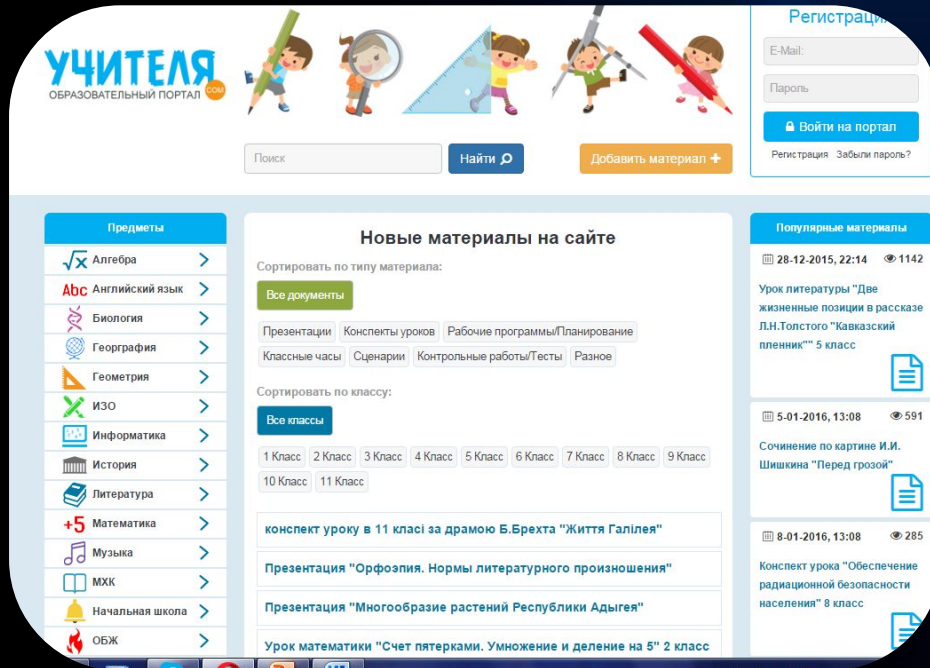 УЧИТЕЛЯ
ОБРАЗОВАТЕЛЬНЫЙ ПОРТАЛ
COM
Поиск
Найти
Добавить материал +
Регистрация
E-Mail:
Пароль
Войти на портал
Регистрация Забыли пароль?
Предметы
√x Алгебра
Abc Английский язык
Биология
География
Геометрия
ИЗО
Информатика
История
Литература
+5 Математика
Музыка
МХК
Начальная школа
ОБЖ
Новые материалы на сайте
Сортировать по типу материала:
Все документы
Презентации Конспекты уроков Рабочие программы/Планирование
Классные часы Сценарии Контрольные работы/Тесты Разное
Сортировать по классу:
Все классы
1 Класс 2 Класс 3 Класс 4 Класс 5 Класс 6 Класс 7 Класс 8 Класс 9 Класс
10 Класс 11 Класс
конспект уроку в 11 класі за драмою Б.Брехта "Життя Галілея"
Презентация "Орфоэпия. Нормы литературного произношения"
Презентация "Многообразие растений Республики Адыгея"
Урок математики "Счет пятерками. Умножение и деление на 5" 2 класс
Популярные материалы
28-12-2015, 22:14 1142
Урок литературы "Две
жизненные позиции в рассказе
Л.Н.Толстого "Кавказский
пленник"" 5 класс
5-01-2016, 13:08 591
Сочинение по картине И.И.
Шишкина "Перед грозой"
8-01-2016, 13:08 285
Конспект урока "Обеспечение
радиационной безопасности
населения" 8 класс